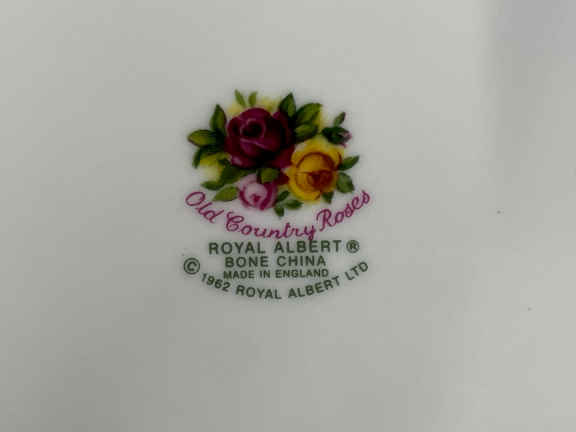 Old Country Roses
ROYAL ALBERT ®
BONE CHINA
MADE IN ENGLAND
© 1962 ROYAL ALBERT LTD